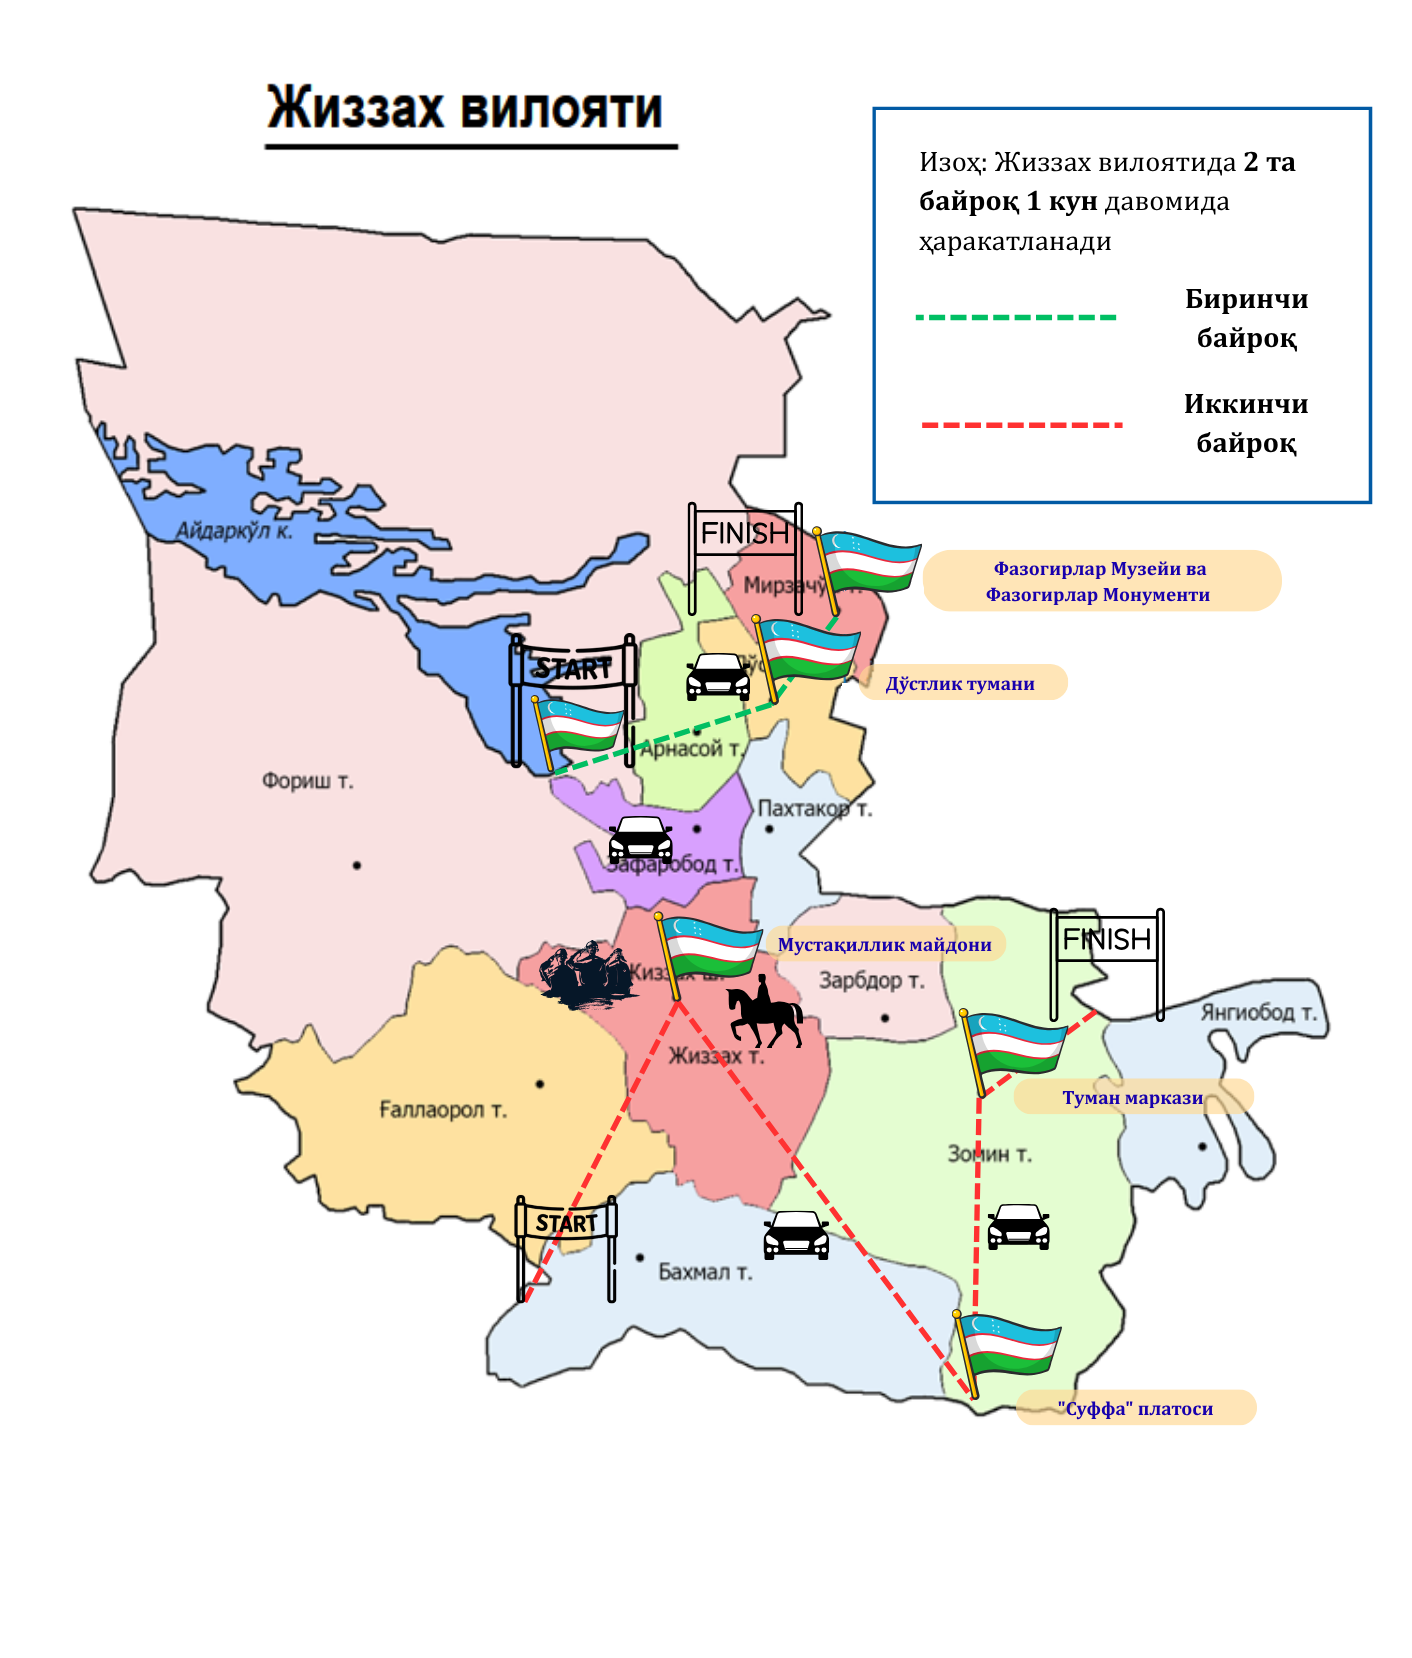 Жиззах вилояти
Изоҳ: Жиззах вилоятида 2 та
байроқ 1 кун давомида
ҳаракатланади
Биринчи
байроқ
Иккинчи
байроқ
Айдаркўл к.
FINISH
Фазогирлар Музейи ва
Фазогирлар Монументи
START
Дўстлик тумани
Арнасой т.
Фориш т.
Пахтакор т.
Зафаробод т.
Мустақиллик майдони
FINISH
Зарбдор т.
Янгиобод т.
Жиззах т.
Туман маркази
Ғаллаорол т.
Зомин т.
START
Бахмал т.
"Суффа" платоси